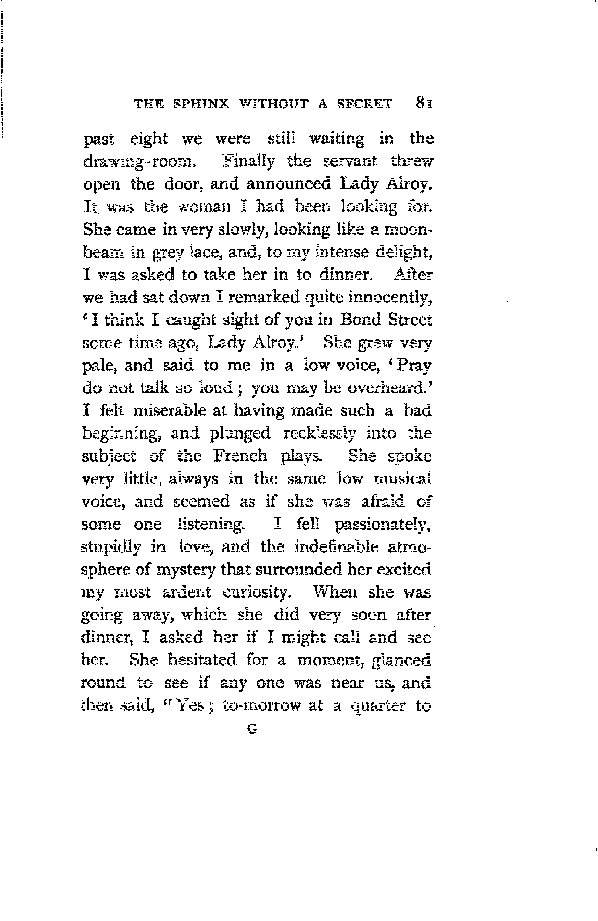 THE SPHINX WITHOUT A SECRET 81
past eight we were still waiting in the
drawing-room. Finally the servant threw
open the door, and announced Lady Alroy.
It was the woman I had been looking for.
She came in very slowly, looking like a moon-
beam in grey lace, and, to my intense delight,
I was asked to take her in to dinner. After
we had sat down I remarked quite innocently,
‘I think I caught sight of you in Bond Street
some time ago, Lady Alroy.’ She grew very
pale, and said to me in a low voice, ‘Pray
do not talk so loud; you may be overheard.’
I felt miserable at having made such a bad
beginning, and plunged recklessly into the
subject of the French plays. She spoke
very little, always in the same low musical
voice, and seemed as if she was afraid of
some one listening. I fell passionately,
stupidly in love, and the indefinable atmo-
sphere of mystery that surrounded her excited
my most ardent curiosity. When she was
going away, which she did very soon after
dinner, I asked her if I might call and see
her. She hesitated for a moment, glanced
round to see if any one was near us, and
then said, “Yes; to-morrow at a quarter to
G